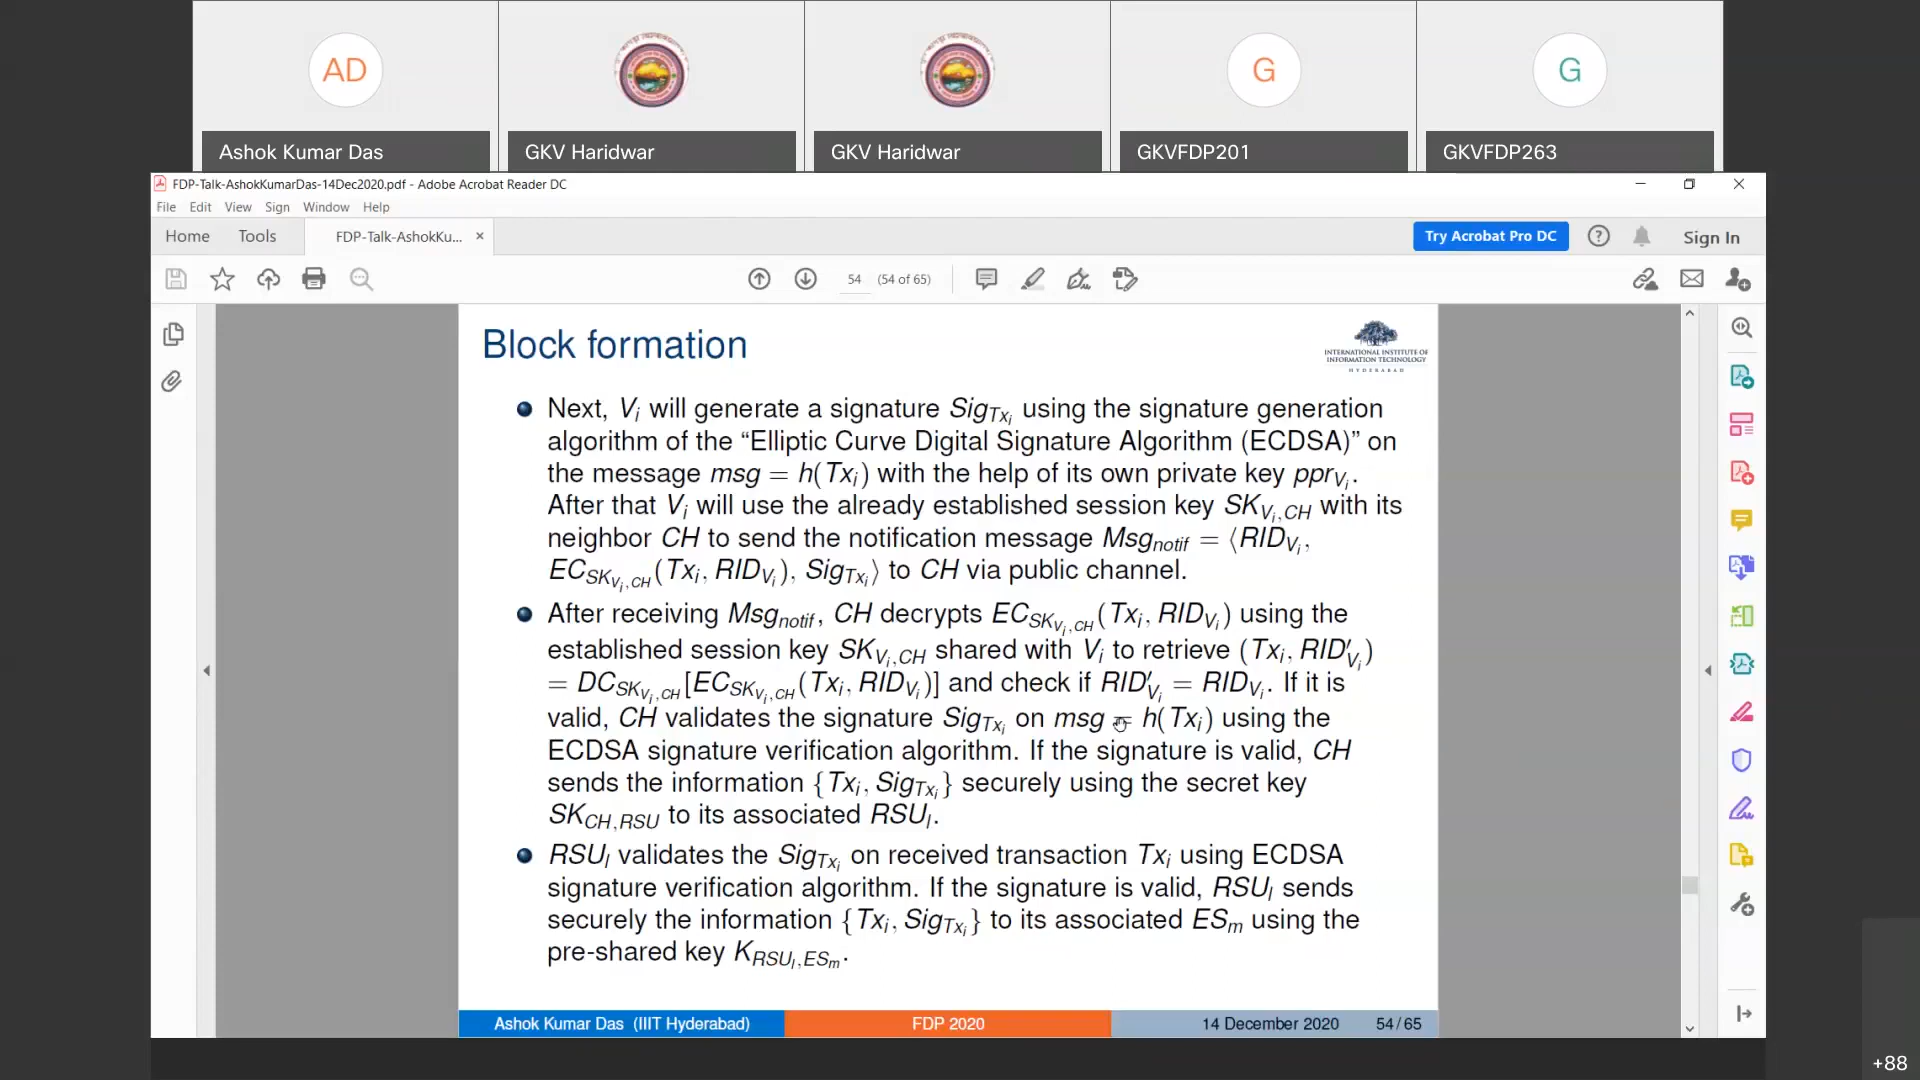 AD
G
G
Ashok Kumar Das
GKV Haridwar
GKV Haridwar
GKVFDP201
GKVFDP263
FDP-Talk-AshokKumarDas-14Dec2020.pdf - Adobe Acrobat Reader DC
File Edit View Sign Window Help
Home Tools FDP-Talk-AshokKu... × Try Acrobat Pro DC Sign In
54 (54 of 65)
Block formation
INTERNATIONAL INSTITUTE OF
INFORMATION TECHNOLOGY
HYDERABAD
Next, V_i will generate a signature Sig_{Tx_i} using the signature generation
algorithm of the “Elliptic Curve Digital Signature Algorithm (ECDSA)” on
the message msg = h(Tx_i) with the help of its own private key ppr_{V_i}.
After that V_i will use the already established session key SK_{V_i,CH} with its
neighbor CH to send the notification message Msg_{notif} = ⟨RID_{V_i},
EC_{SK_{V_i,CH}}(Tx_i, RID_{V_i}), Sig_{Tx_i}⟩ to CH via public channel.
After receiving Msg_{notif}, CH decrypts EC_{SK_{V_i,CH}}(Tx_i, RID_{V_i}) using the
established session key SK_{V_i,CH} shared with V_i to retrieve (Tx_i, RID'_{V_i})
= DC_{SK_{V_i,CH}}[EC_{SK_{V_i,CH}}(Tx_i, RID_{V_i})] and check if RID'_{V_i} = RID_{V_i}. If it is
valid, CH validates the signature Sig_{Tx_i} on msg = h(Tx_i) using the
ECDSA signature verification algorithm. If the signature is valid, CH
sends the information {Tx_i, Sig_{Tx_i}} securely using the secret key
SK_{CH,RSU} to its associated RSU_l.
RSU_l validates the Sig_{Tx_i} on received transaction Tx_i using ECDSA
signature verification algorithm. If the signature is valid, RSU_l sends
securely the information {Tx_i, Sig_{Tx_i}} to its associated ES_m using the
pre-shared key K_{RSU_l,ES_m}.
Ashok Kumar Das (IIIT Hyderabad) FDP 2020 14 December 2020 54/65
+88